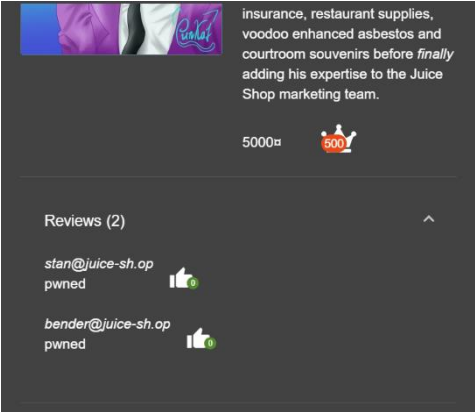 insurance, restaurant supplies,
voodoo enhanced asbestos and
courtroom souvenirs before finally
adding his expertise to the Juice
Shop marketing team.
5000¤
500
Reviews (2)
stan@juice-sh.op
pwned
0
bender@juice-sh.op
pwned
0